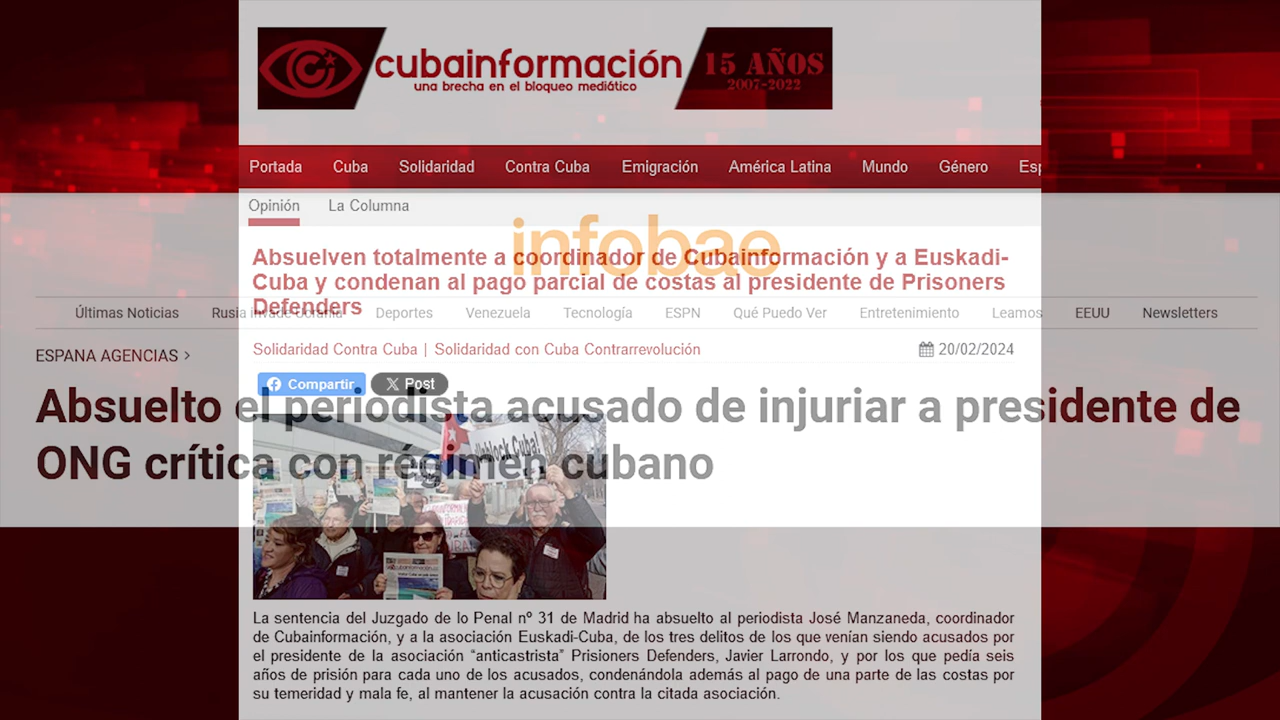 cubainformación
una brecha en el bloqueo mediático
15 AÑOS
2007-2022
Portada Cuba Solidaridad Contra Cuba Emigración América Latina Mundo Género Esp
Opinión La Columna
infobae
Absuelven totalmente a coordinador de Cubainformación y a Euskadi-
Cuba y condenan al pago parcial de costas al presidente de Prisoners
Defenders
Últimas Noticias Rusia invade Ucrania Deportes Venezuela Tecnología ESPN Qué Puedo Ver Entretenimiento Leamos EEUU Newsletters
Solidaridad Contra Cuba | Solidaridad con Cuba Contrarrevolución 20/02/2024
ESPANA AGENCIAS >
Compartir Post
Absuelto el periodista acusado de injuriar a presidente de
ONG crítica con régimen cubano
Unblock Cuba!
La sentencia del Juzgado de lo Penal nº 31 de Madrid ha absuelto al periodista José Manzaneda, coordinador
de Cubainformación, y a la asociación Euskadi-Cuba, de los tres delitos de los que venían siendo acusados por
el presidente de la asociación “anticastrista” Prisioners Defenders, Javier Larrondo, y por los que pedía seis
años de prisión para cada uno de los acusados, condenándola además al pago de una parte de las costas por
su temeridad y mala fe, al mantener la acusación contra la citada asociación.